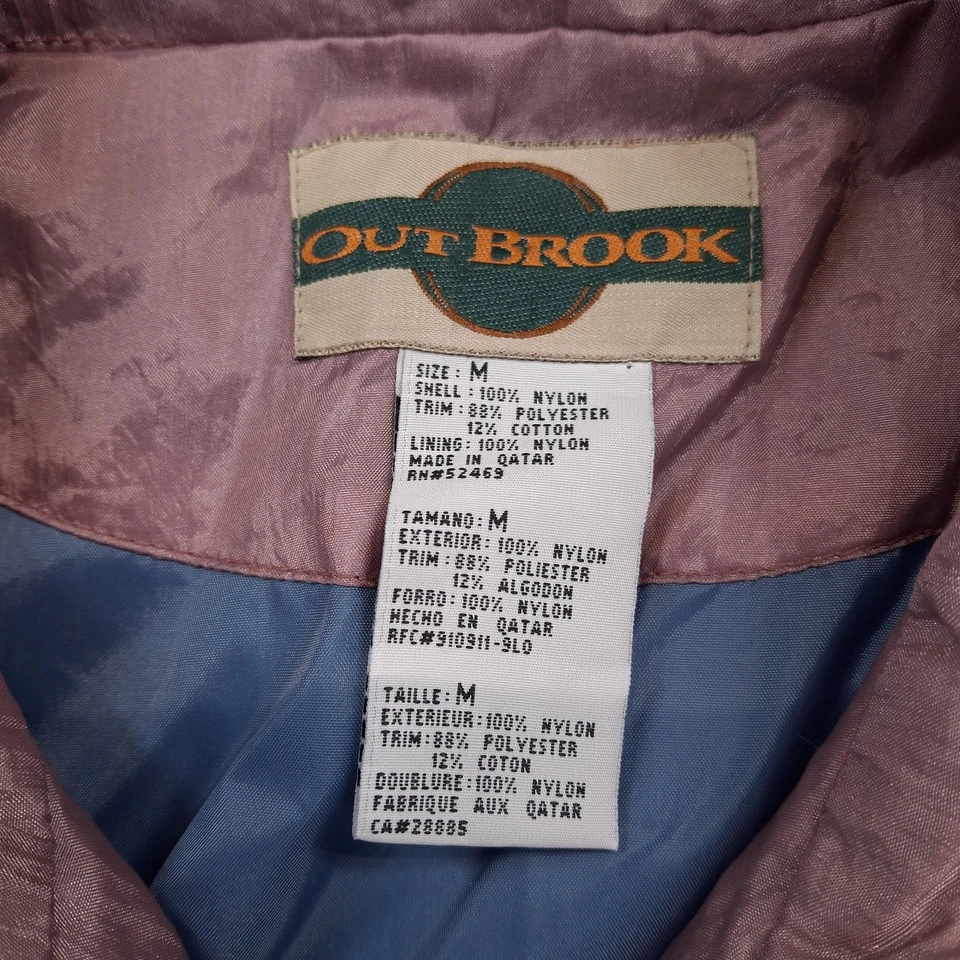 OUT BROOK
SIZE: M
SHELL: 100% NYLON
TRIM: 88% POLYESTER
12% COTTON
LINING: 100% NYLON
MADE IN QATAR
RN#52469
TAMANO: M
EXTERIOR: 100% NYLON
TRIM: 88% POLIESTER
12% ALGODON
FORRO: 100% NYLON
HECHO EN QATAR
RFC#910911-9L0
TAILLE: M
EXTERIEUR: 100% NYLON
TRIM: 88% POLYESTER
12% COTON
DOUBLURE: 100% NYLON
FABRIQUE AUX QATAR
CA#28885